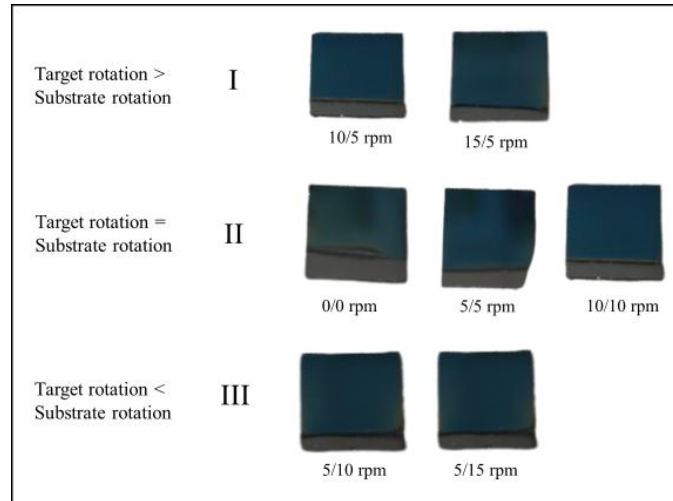 Target rotation >
Substrate rotation
I
10/5 rpm
15/5 rpm
Target rotation =
Substrate rotation
II
0/0 rpm
5/5 rpm
10/10 rpm
Target rotation <
Substrate rotation
III
5/10 rpm
5/15 rpm